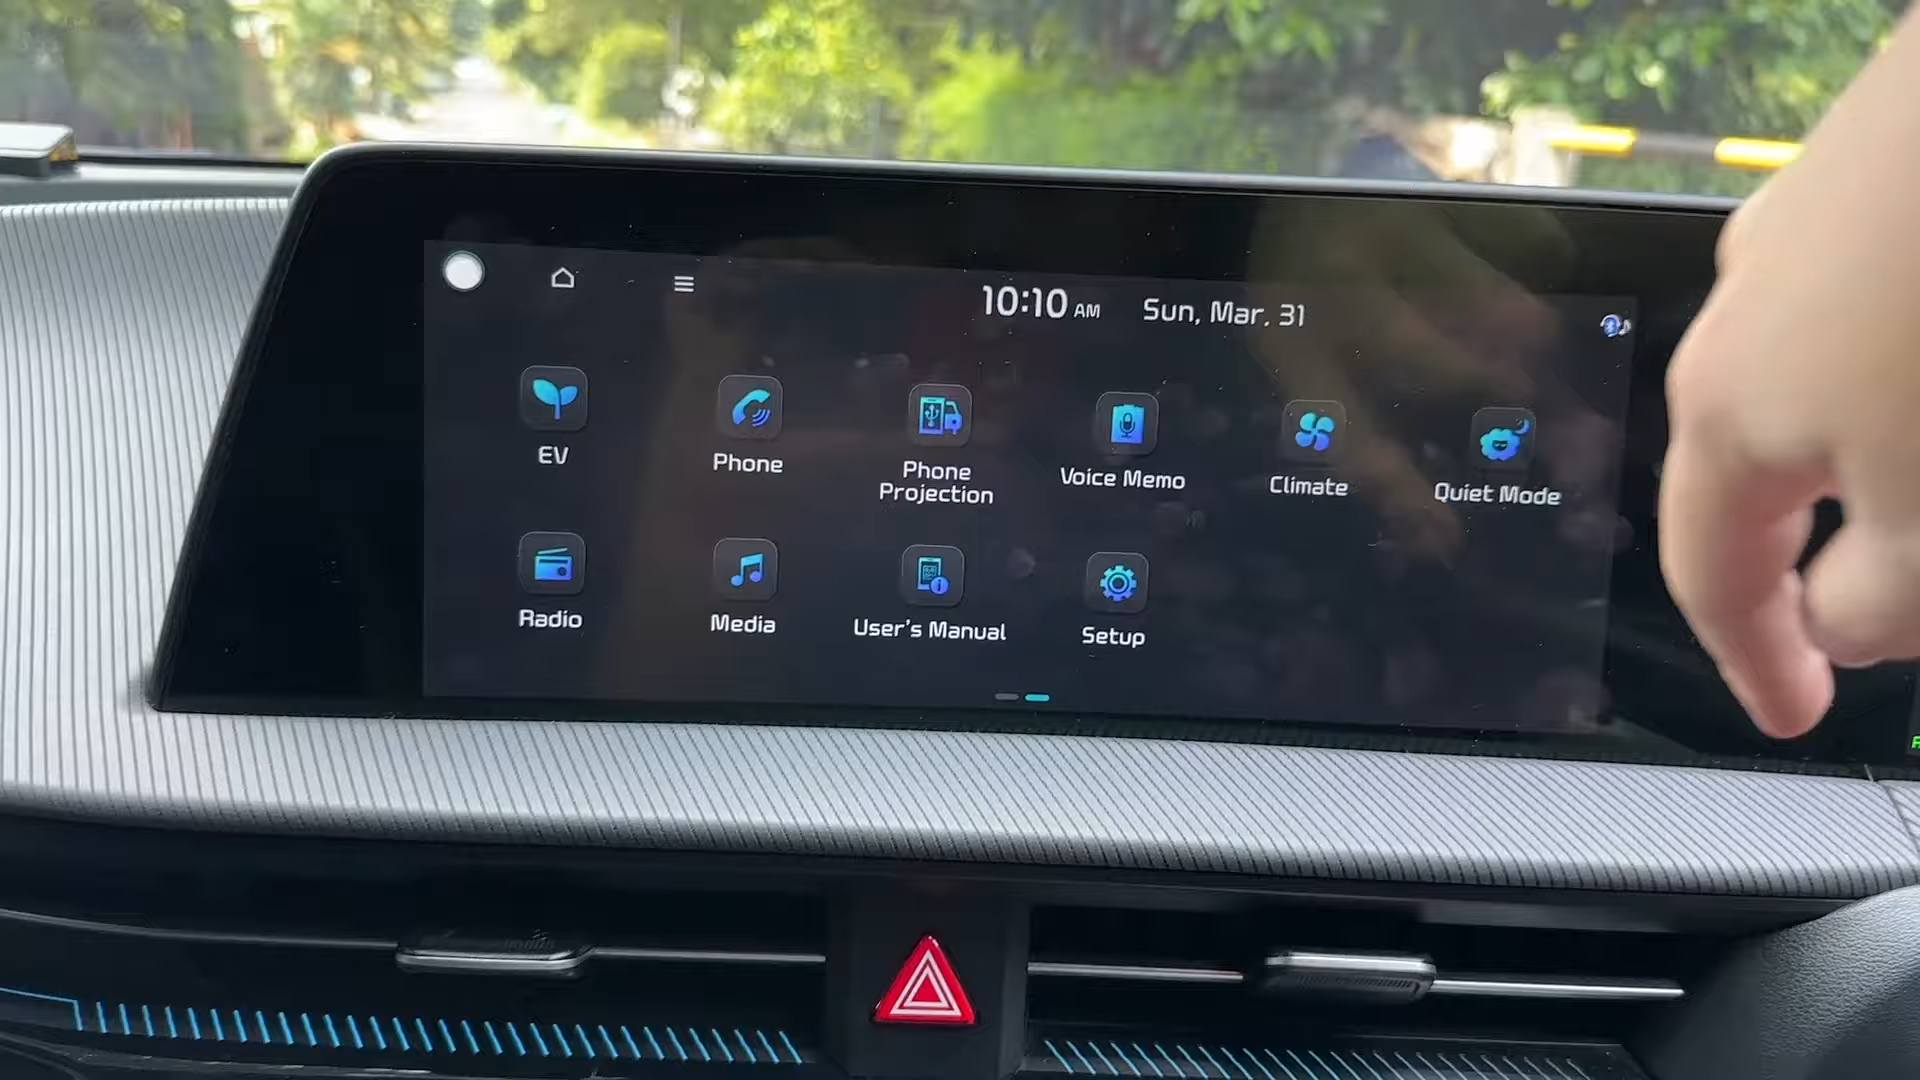 10:10 AM Sun, Mar. 31
EV
Phone
Phone
Projection
Voice Memo
Climate
Quiet Mode
Radio
Media
User's Manual
Setup